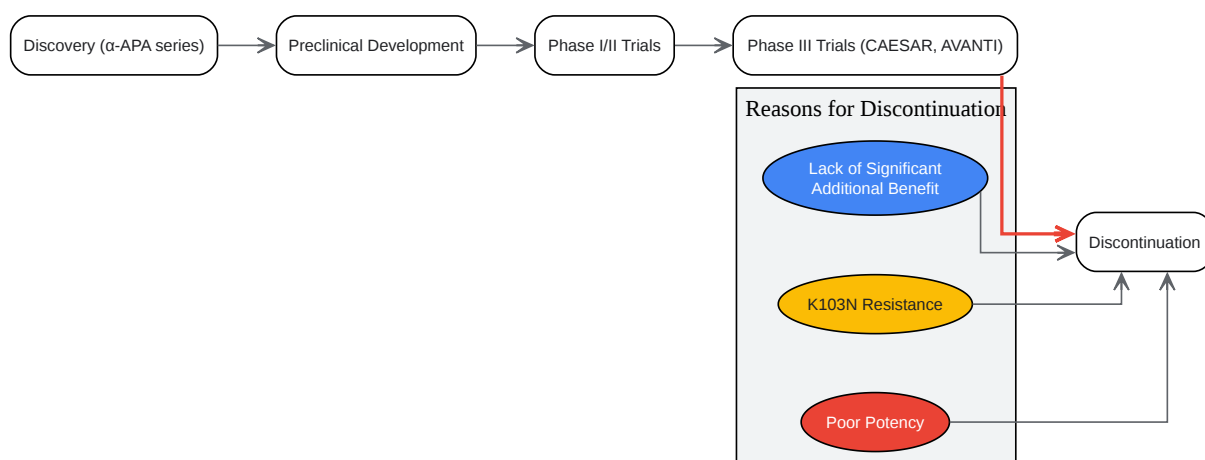 Discovery (α-APA series)
Preclinical Development
Phase I/II Trials
Phase III Trials (CAESAR, AVANTI)
Reasons for Discontinuation
Lack of Significant
Additional Benefit
Discontinuation
K103N Resistance
Poor Potency